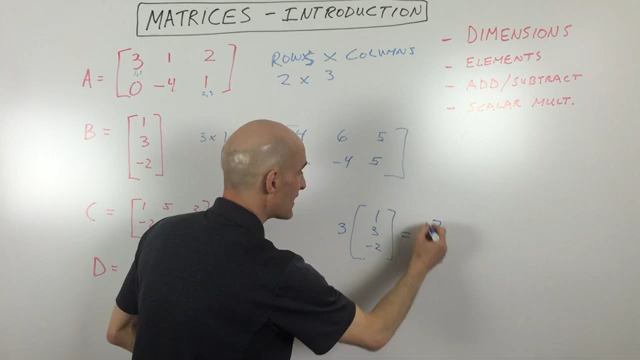 MATRICES - INTRODUCTION
- DIMENSIONS
- ELEMENTS
- ADD/SUBTRACT
- SCALAR MULT.
A = [ 3 1 2
0 -4 1 ]
ROWS x COLUMNS
2 x 3
B = [ 1
3
-2 ]
3 x 1
6 5
-4 5 ]
C = [ 1 5
-2
3 [ 1
3
-2 ] =
D =